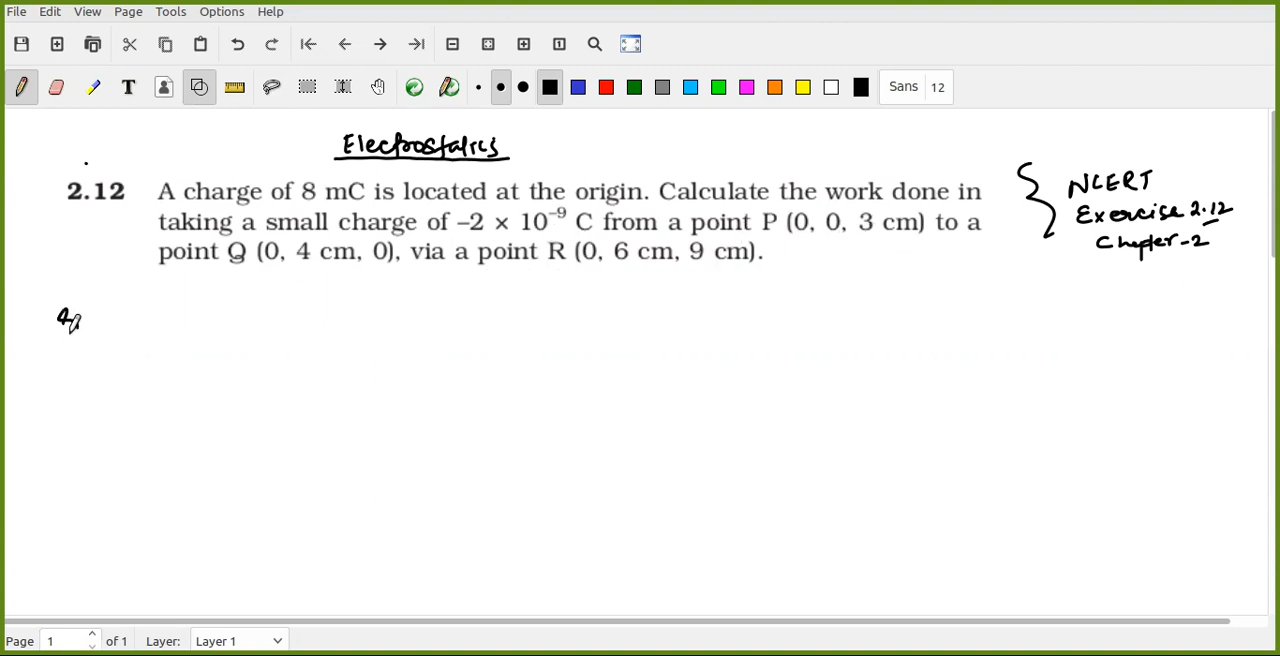 File Edit View Page Tools Options Help
Sans 12
Electrostatics
2.12 A charge of 8 mC is located at the origin. Calculate the work done in
taking a small charge of –2 × 10⁻⁹ C from a point P (0, 0, 3 cm) to a
point Q (0, 4 cm, 0), via a point R (0, 6 cm, 9 cm).
NCERT
Exercise 2.12
Chapter-2
Page 1 of 1 Layer: Layer 1